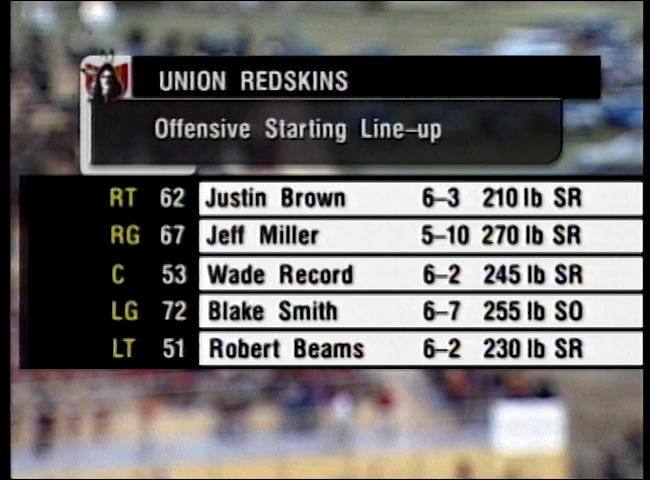 UNION REDSKINS
Offensive Starting Line-up
RT 62 Justin Brown 6-3 210 lb SR
RG 67 Jeff Miller 5-10 270 lb SR
C 53 Wade Record 6-2 245 lb SR
LG 72 Blake Smith 6-7 255 lb SO
LT 51 Robert Beams 6-2 230 lb SR